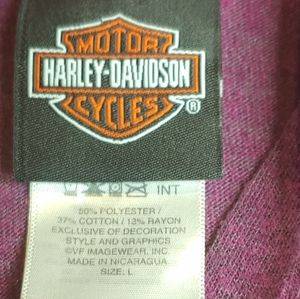 MOTOR
HARLEY-DAVIDSON
CYCLES ®
INT
50% POLYESTER /
37% COTTON / 13% RAYON
EXCLUSIVE OF DECORATION
STYLE AND GRAPHICS
©VF IMAGEWEAR, INC.
MADE IN NICARAGUA
SIZE: L